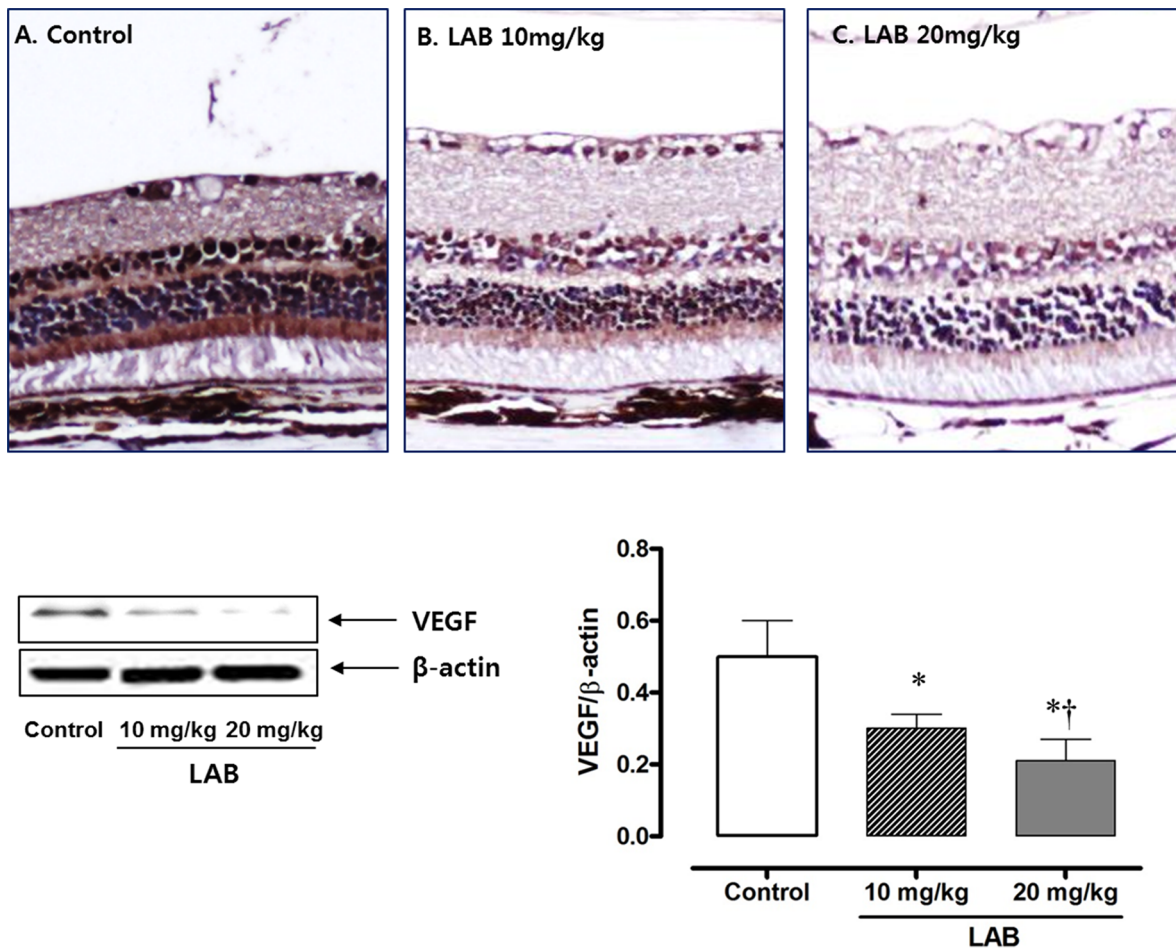 A. Control
B. LAB 10mg/kg
C. LAB 20mg/kg
VEGF
β-actin
Control 10 mg/kg 20 mg/kg
LAB
VEGF/β-actin
0.8
0.6
0.4
0.2
0.0
*
*†
Control 10 mg/kg 20 mg/kg
LAB